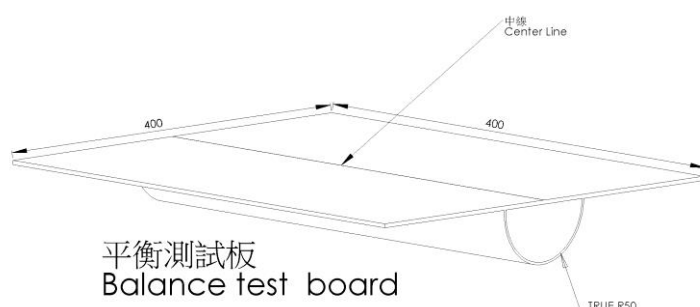 中線
Center Line
400
400
平衡測試板
Balance test board
TRUE R50